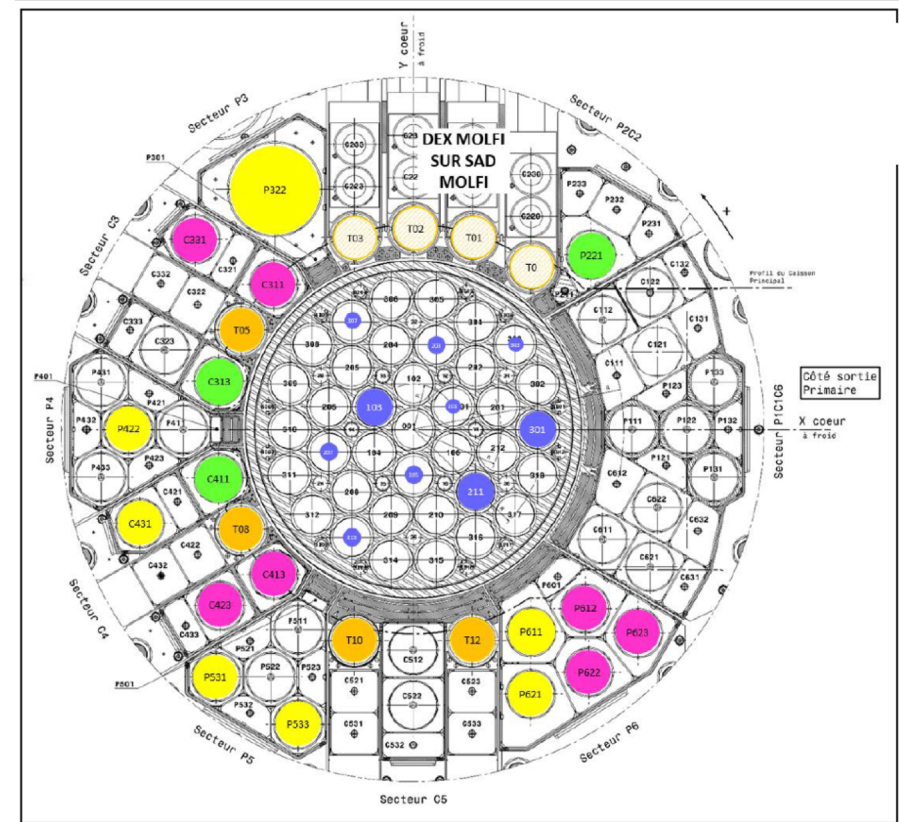 Y coeur
à froid
Secteur P3
Secteur P2C2
DEX MOLFI
SUR SAD
MOLFI
P301
P322
P233
P232
P231
C230
C220
T03
T02
T01
T0
P221
+
Secteur C3
C331
C321
C311
C332
C322
C333
C323
T05
C313
C132
C122
C112
C131
C121
C111
Profil du Caisson
Principal
306
305
304
302
308
204
202
205
102
309
103
201
001
310
301
212
104
106
311
208
211
318
312
209
210
317
316
314
315
P401
Secteur P4
P431
P421
P432
P422
P41
P423
P433
P133
P123
P111
P122
P132
P121
P131
Côté sortie
Primaire
X coeur
à froid
Secteur P1C1C6
C411
C421
C431
T08
C422
C432
C413
C423
C433
Secteur C4
C612
C622
C632
C611
C621
C631
P501
P511
P521
P531
P522
P523
P532
P533
Secteur P5
T10
T12
C512
C521
C522
C523
C531
C532
C533
P601
P612
P611
P623
P622
P621
Secteur P6
Secteur C5